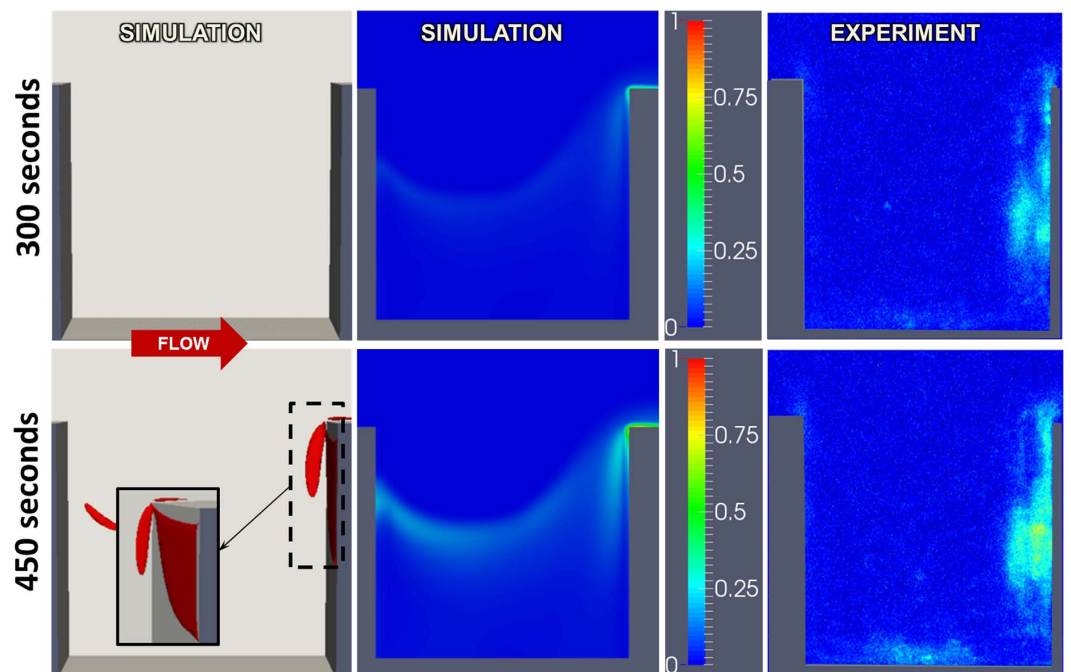 SIMULATION
SIMULATION
EXPERIMENT
300 seconds
1
0.75
0.5
0.25
0
FLOW
450 seconds
1
0.75
0.5
0.25
0